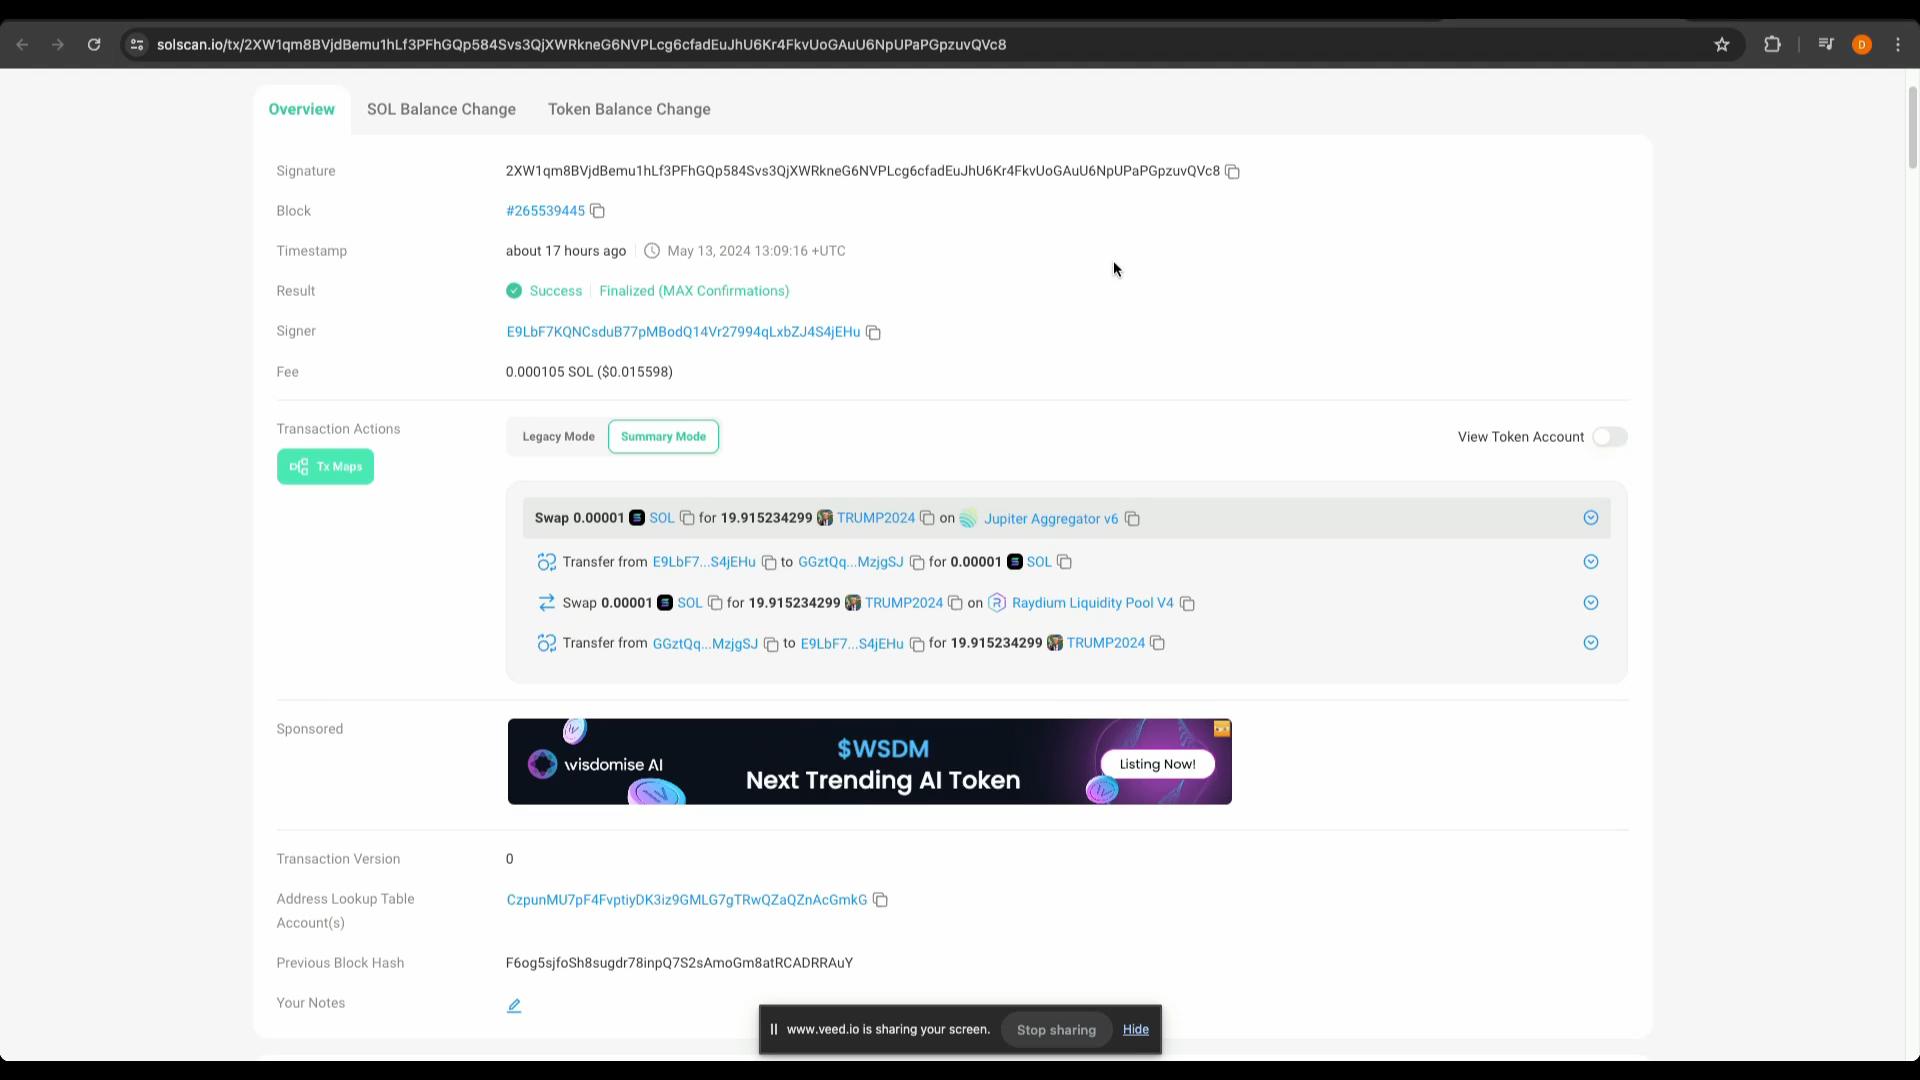 solscan.io/tx/2XW1qm8BVjdBemu1hLf3PFhGQp584Svs3QjXWRkneG6NVPLcg6cfadEuJhU6Kr4FkvUoGAuU6NpUPaPGpzuvQVc8
D
Overview SOL Balance Change Token Balance Change
Signature 2XW1qm8BVjdBemu1hLf3PFhGQp584Svs3QjXWRkneG6NVPLcg6cfadEuJhU6Kr4FkvUoGAuU6NpUPaPGpzuvQVc8
Block #265539445
Timestamp about 17 hours ago May 13, 2024 13:09:16 +UTC
Result Success Finalized (MAX Confirmations)
Signer E9LbF7KQNCsduB77pMBodQ14Vr27994qLxbZJ4S4jEHu
Fee 0.000105 SOL ($0.015598)
Transaction Actions Legacy Mode Summary Mode View Token Account
Tx Maps
Swap 0.00001 SOL for 19.915234299 TRUMP2024 on Jupiter Aggregator v6
Transfer from E9LbF7...S4jEHu to GGztQq...MzjgSJ for 0.00001 SOL
Swap 0.00001 SOL for 19.915234299 TRUMP2024 on Raydium Liquidity Pool V4
Transfer from GGztQq...MzjgSJ to E9LbF7...S4jEHu for 19.915234299 TRUMP2024
Sponsored
wisdomise AI
$WSDM
Next Trending AI Token
Listing Now!
Transaction Version 0
Address Lookup Table Account(s) CzpunMU7pF4FvptiyDK3iz9GMLG7gTRwQZaQZnAcGmkG
Previous Block Hash F6og5sjfoSh8sugdr78inpQ7S2sAmoGm8atRCADRRAuY
Your Notes
www.veed.io is sharing your screen. Stop sharing Hide